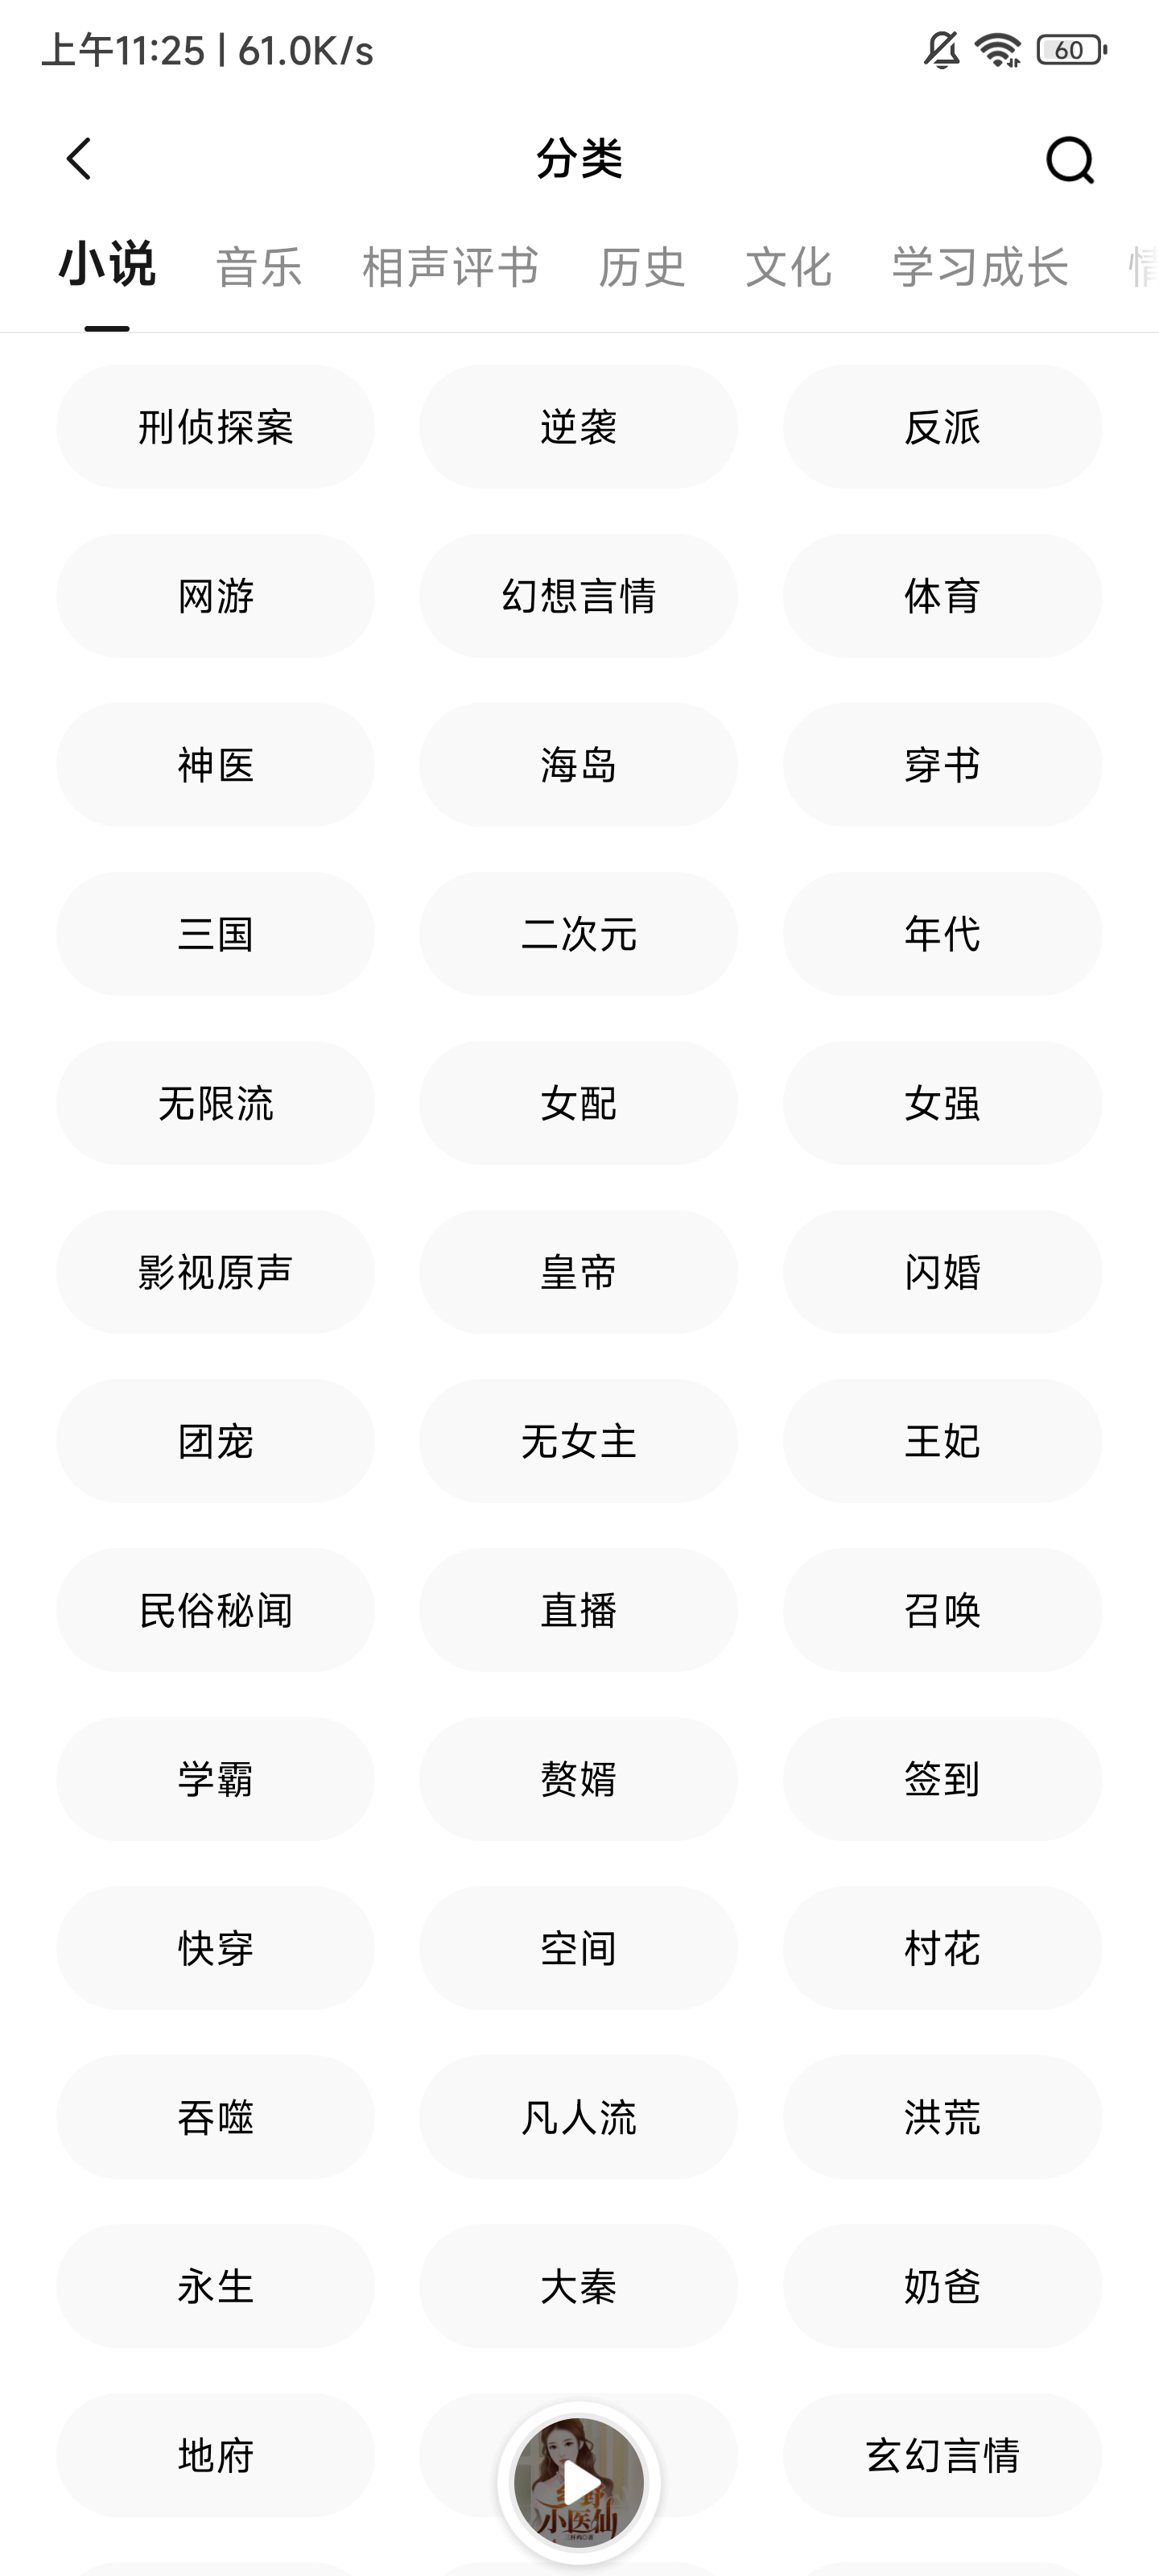 上午11:25 | 61.0K/s 60
分类
小说 音乐 相声评书 历史 文化 学习成长
刑侦探案 逆袭 反派
网游 幻想言情 体育
神医 海岛 穿书
三国 二次元 年代
无限流 女配 女强
影视原声 皇帝 闪婚
团宠 无女主 王妃
民俗秘闻 直播 召唤
学霸 赘婿 签到
快穿 空间 村花
吞噬 凡人流 洪荒
永生 大秦 奶爸
地府 玄幻言情
小医仙